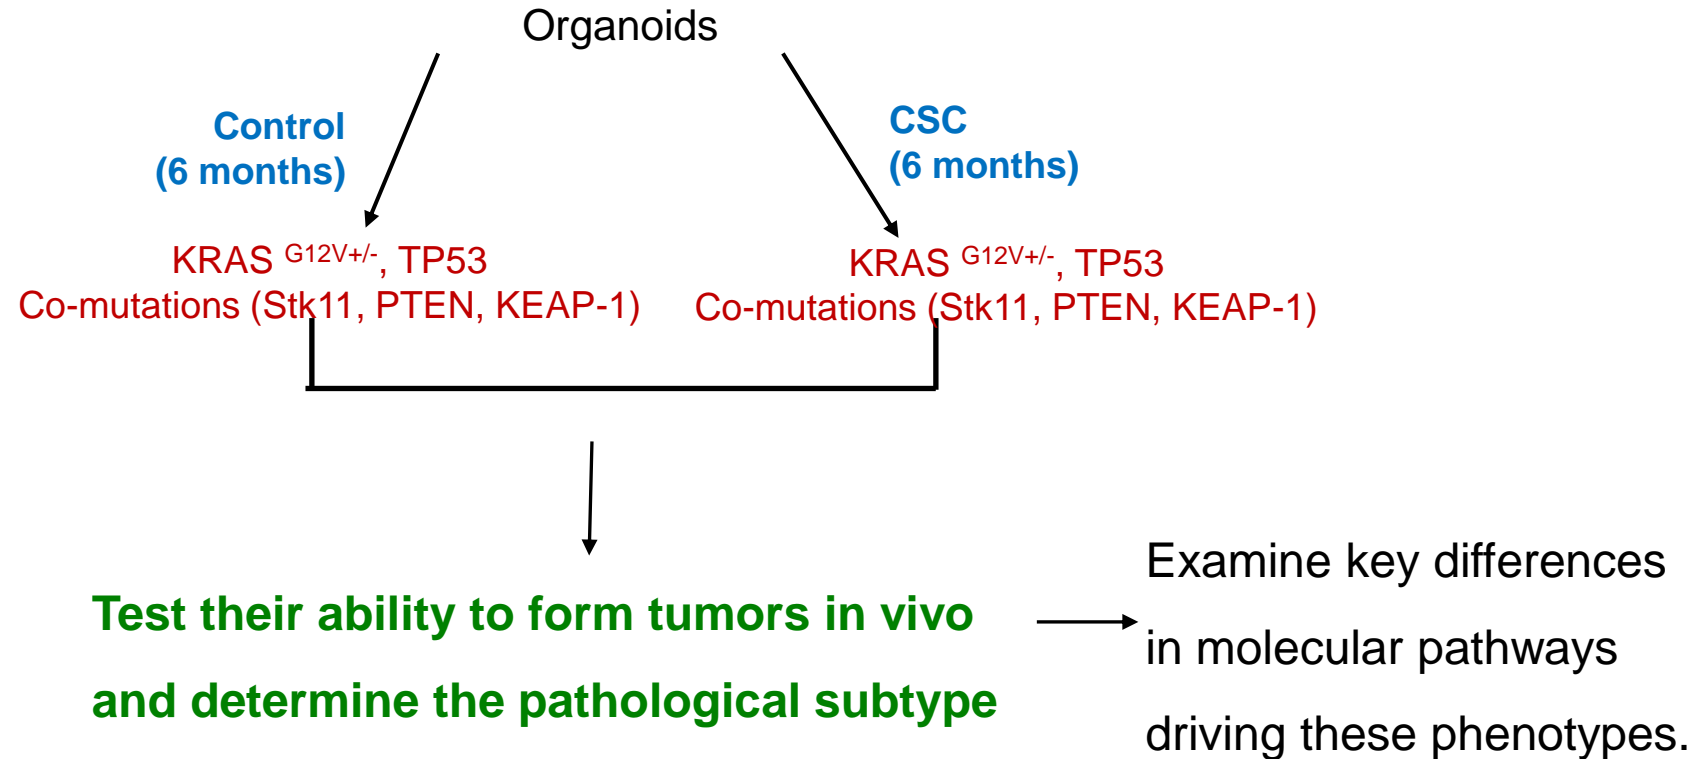 Organoids
Control
(6 months)
CSC
(6 months)
KRAS G12V+/-, TP53
Co-mutations (Stk11, PTEN, KEAP-1)
KRAS G12V+/-, TP53
Co-mutations (Stk11, PTEN, KEAP-1)
Test their ability to form tumors in vivo
and determine the pathological subtype
Examine key differences
in molecular pathways
driving these phenotypes.